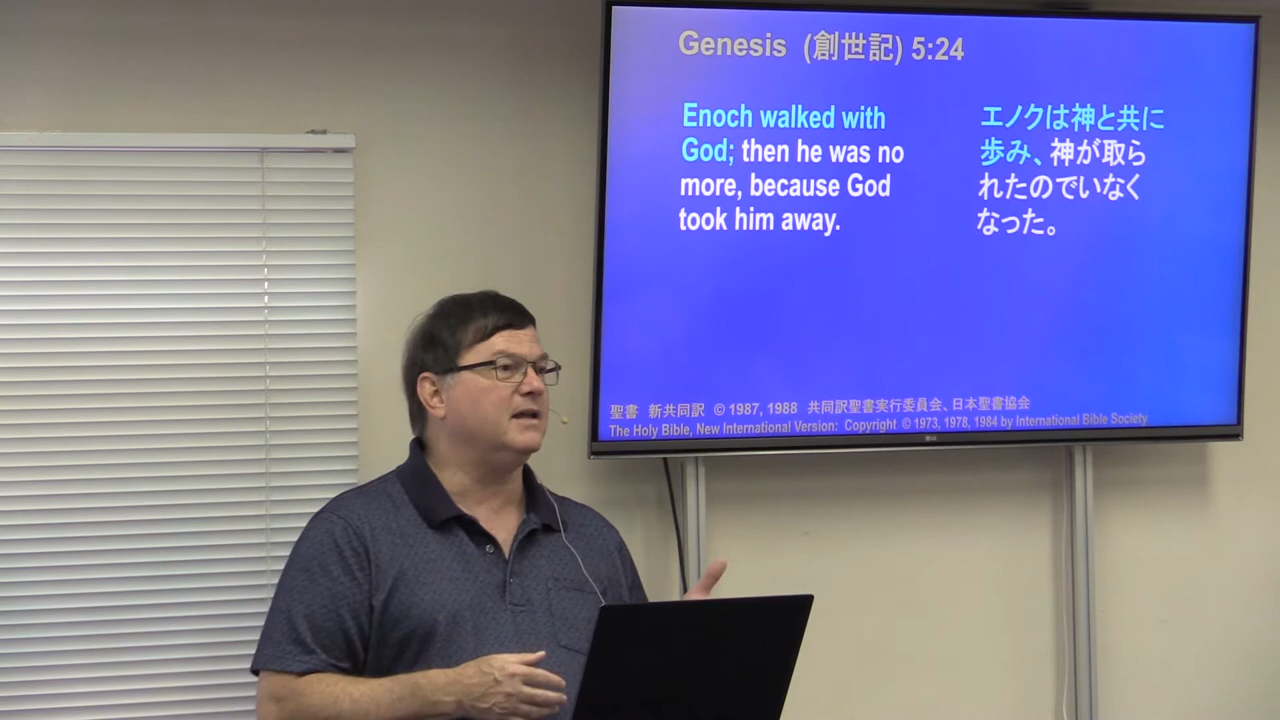 Genesis (創世記) 5:24
Enoch walked with
God; then he was no
more, because God
took him away.
エノクは神と共に
歩み、神が取ら
れたのでいなく
なった。
聖書 新共同訳 © 1987, 1988 共同訳聖書実行委員会、日本聖書協会
The Holy Bible, New International Version: Copyright © 1973, 1978, 1984 by International Bible Society
LG